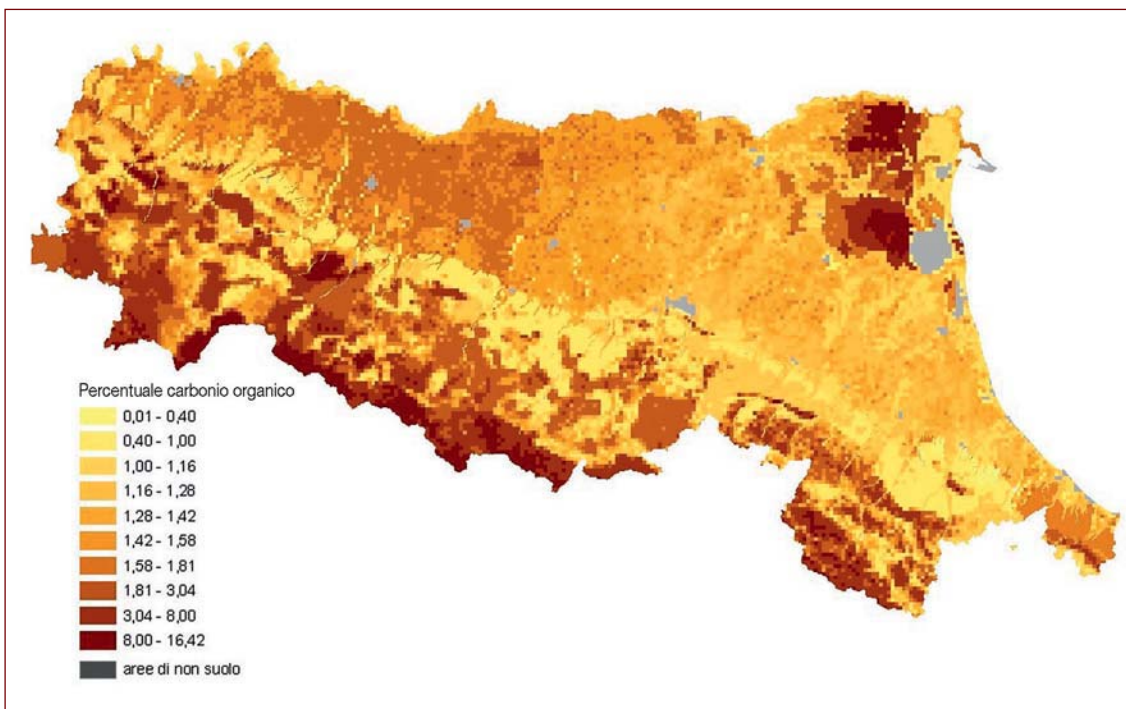 Percentuale carbonio organico
0,01 - 0,40
0,40 - 1,00
1,00 - 1,16
1,16 - 1,28
1,28 - 1,42
1,42 - 1,58
1,58 - 1,81
1,81 - 3,04
3,04 - 8,00
8,00 - 16,42
aree di non suolo